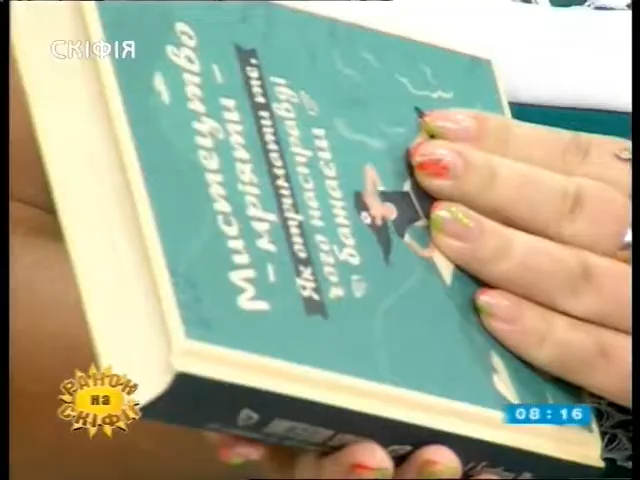 СКІФІЯ
Мистецтво
- мріяти -
Як отримати те,
чого насправді
бажаєш
РАНОК
на
СКІФІЇ
08:16